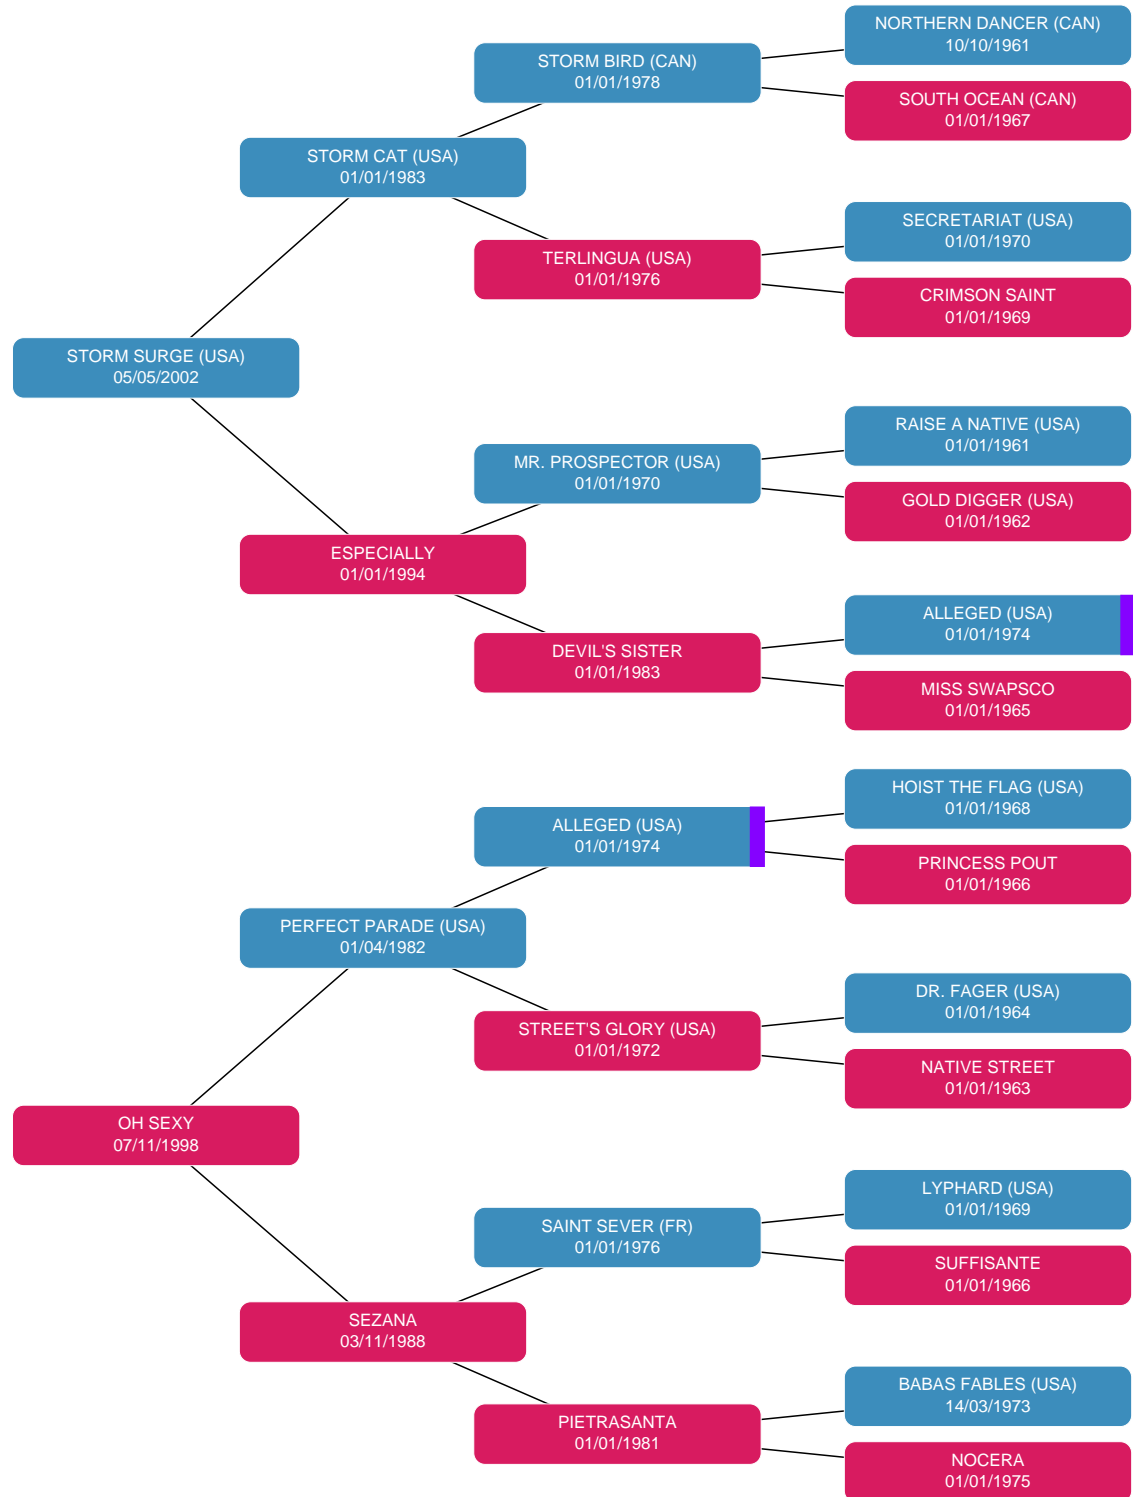 NORTHERN DANCER (CAN)
10/10/1961
STORM BIRD (CAN)
01/01/1978
SOUTH OCEAN (CAN)
01/01/1967
STORM CAT (USA)
01/01/1983
SECRETARIAT (USA)
01/01/1970
TERLINGUA (USA)
01/01/1976
CRIMSON SAINT
01/01/1969
STORM SURGE (USA)
05/05/2002
RAISE A NATIVE (USA)
01/01/1961
MR. PROSPECTOR (USA)
01/01/1970
GOLD DIGGER (USA)
01/01/1962
ESPECIALLY
01/01/1994
ALLEGED (USA)
01/01/1974
DEVIL'S SISTER
01/01/1983
MISS SWAPSCO
01/01/1965
HOIST THE FLAG (USA)
01/01/1968
ALLEGED (USA)
01/01/1974
PRINCESS POUT
01/01/1966
PERFECT PARADE (USA)
01/04/1982
DR. FAGER (USA)
01/01/1964
STREET'S GLORY (USA)
01/01/1972
NATIVE STREET
01/01/1963
OH SEXY
07/11/1998
LYPHARD (USA)
01/01/1969
SAINT SEVER (FR)
01/01/1976
SUFFISANTE
01/01/1966
SEZANA
03/11/1988
BABAS FABLES (USA)
14/03/1973
PIETRASANTA
01/01/1981
NOCERA
01/01/1975